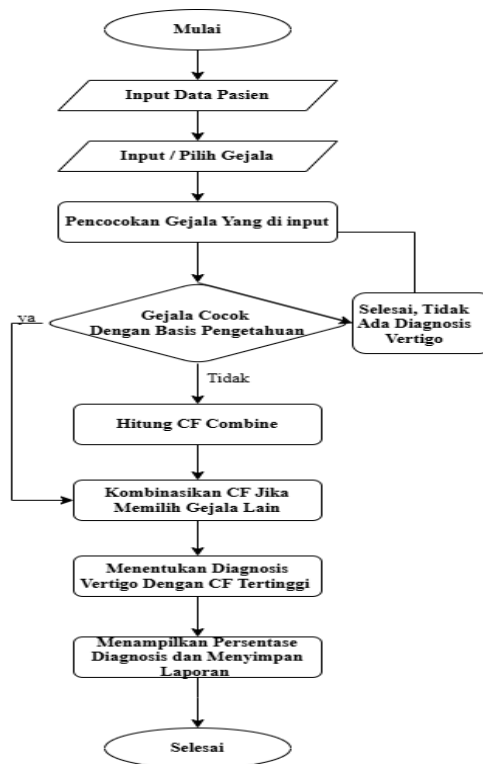 Mulai
Input Data Pasien
Input / Pilih Gejala
Pencocokan Gejala Yang di input
Gejala Cocok
Dengan Basis Pengetahuan
ya
Selesai, Tidak
Ada Diagnosis
Vertigo
Tidak
Hitung CF Combine
Kombinasikan CF Jika
Memilih Gejala Lain
Menentukan Diagnosis
Vertigo Dengan CF Tertinggi
Menampilkan Persentase
Diagnosis dan Menyimpan
Laporan
Selesai